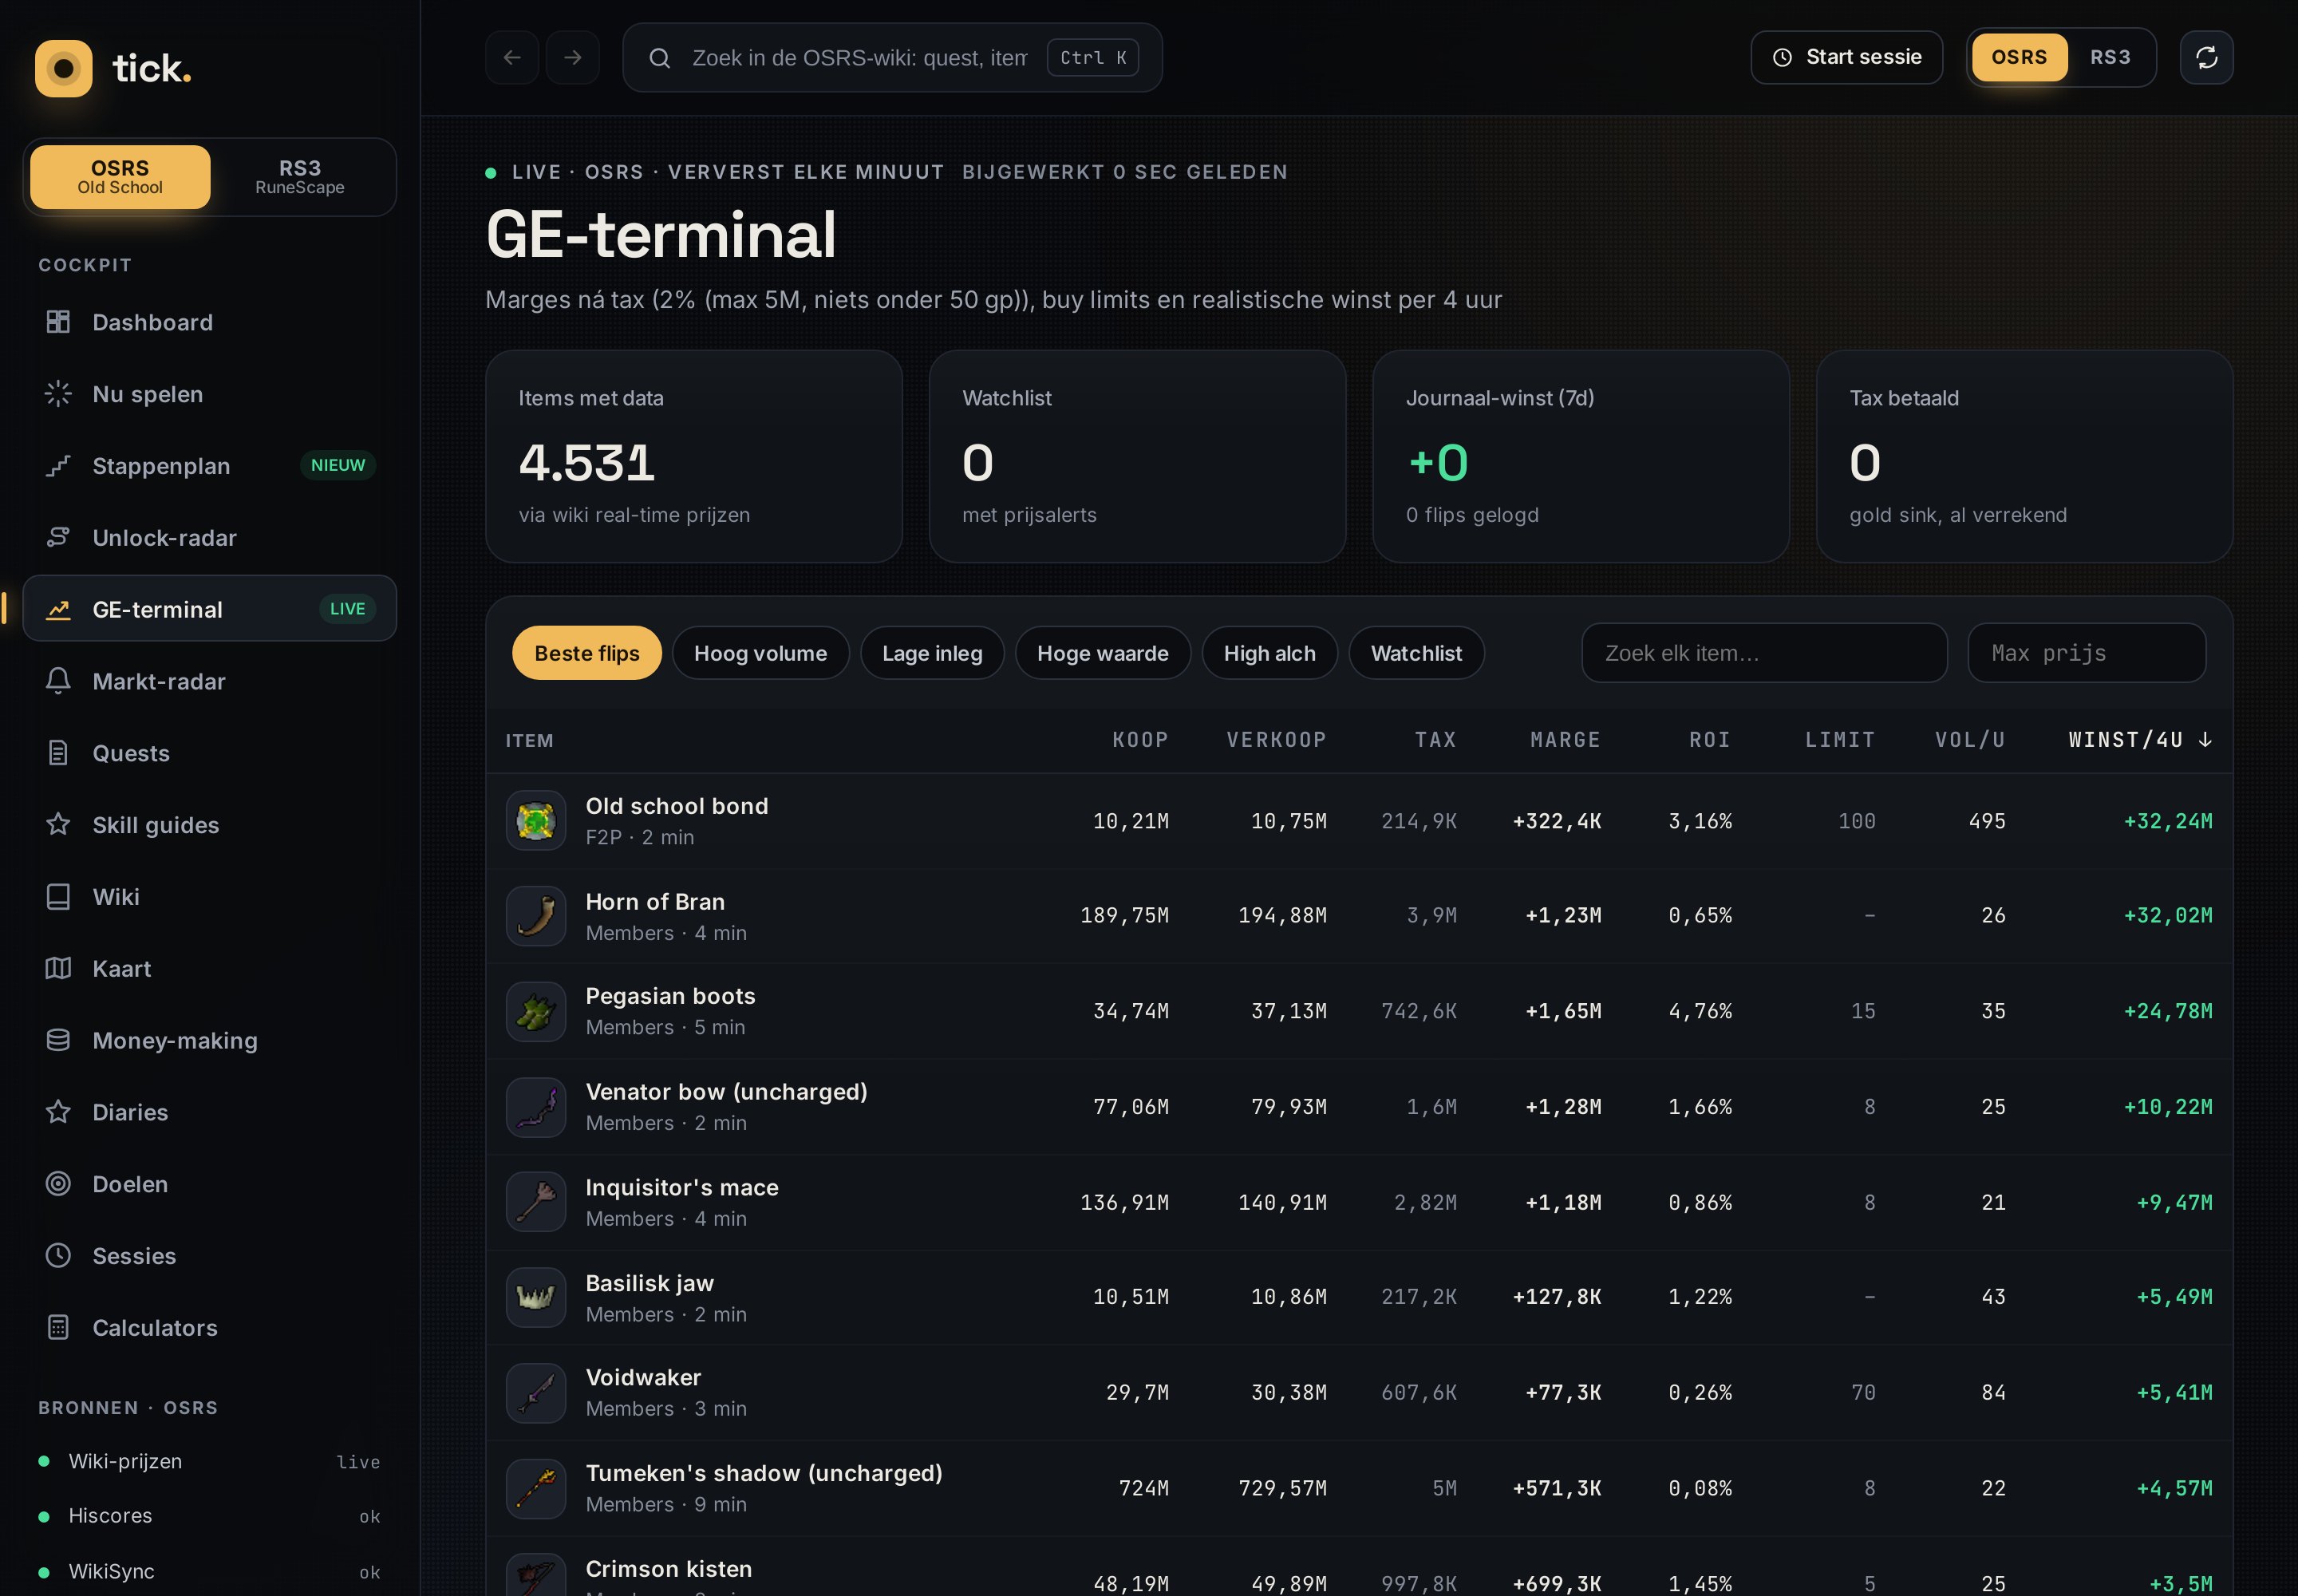 tick.
Zoek in de OSRS-wiki: quest, item
Ctrl K
Start sessie
OSRS
RS3
OSRS
Old School
RS3
RuneScape
COCKPIT
Dashboard
Nu spelen
Stappenplan NIEUW
Unlock-radar
GE-terminal LIVE
Markt-radar
Quests
Skill guides
Wiki
Kaart
Money-making
Diaries
Doelen
Sessies
Calculators
BRONNEN · OSRS
Wiki-prijzen live
Hiscores ok
WikiSync ok
LIVE · OSRS · VERVERST ELKE MINUUT BIJGEWERKT 0 SEC GELEDEN
GE-terminal
Marges ná tax (2% (max 5M, niets onder 50 gp)), buy limits en realistische winst per 4 uur
Items met data
4.531
via wiki real-time prijzen
Watchlist
0
met prijsalerts
Journaal-winst (7d)
+0
0 flips gelogd
Tax betaald
0
gold sink, al verrekend
Beste flips Hoog volume Lage inleg Hoge waarde High alch Watchlist Zoek elk item… Max prijs
ITEM KOOP VERKOOP TAX MARGE ROI LIMIT VOL/U WINST/4U ↓
Old school bond
F2P · 2 min
10,21M 10,75M 214,9K +322,4K 3,16% 100 495 +32,24M
Horn of Bran
Members · 4 min
189,75M 194,88M 3,9M +1,23M 0,65% – 26 +32,02M
Pegasian boots
Members · 5 min
34,74M 37,13M 742,6K +1,65M 4,76% 15 35 +24,78M
Venator bow (uncharged)
Members · 2 min
77,06M 79,93M 1,6M +1,28M 1,66% 8 25 +10,22M
Inquisitor's mace
Members · 4 min
136,91M 140,91M 2,82M +1,18M 0,86% 8 21 +9,47M
Basilisk jaw
Members · 2 min
10,51M 10,86M 217,2K +127,8K 1,22% – 43 +5,49M
Voidwaker
Members · 3 min
29,7M 30,38M 607,6K +77,3K 0,26% 70 84 +5,41M
Tumeken's shadow (uncharged)
Members · 9 min
724M 729,57M 5M +571,3K 0,08% 8 22 +4,57M
Crimson kisten
48,19M 49,89M 997,8K +699,3K 1,45% 5 25 +3,5M